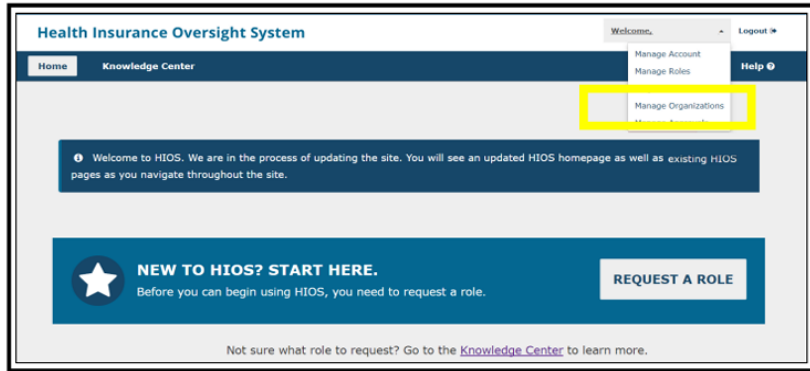 Health Insurance Oversight System
Welcome,
Logout
Manage Account
Manage Roles
Home
Knowledge Center
Help
Manage Organizations
Welcome to HIOS. We are in the process of updating the site. You will see an updated HIOS homepage as well as existing HIOS
pages as you navigate throughout the site.
NEW TO HIOS? START HERE.
Before you can begin using HIOS, you need to request a role.
REQUEST A ROLE
Not sure what role to request? Go to the Knowledge Center to learn more.